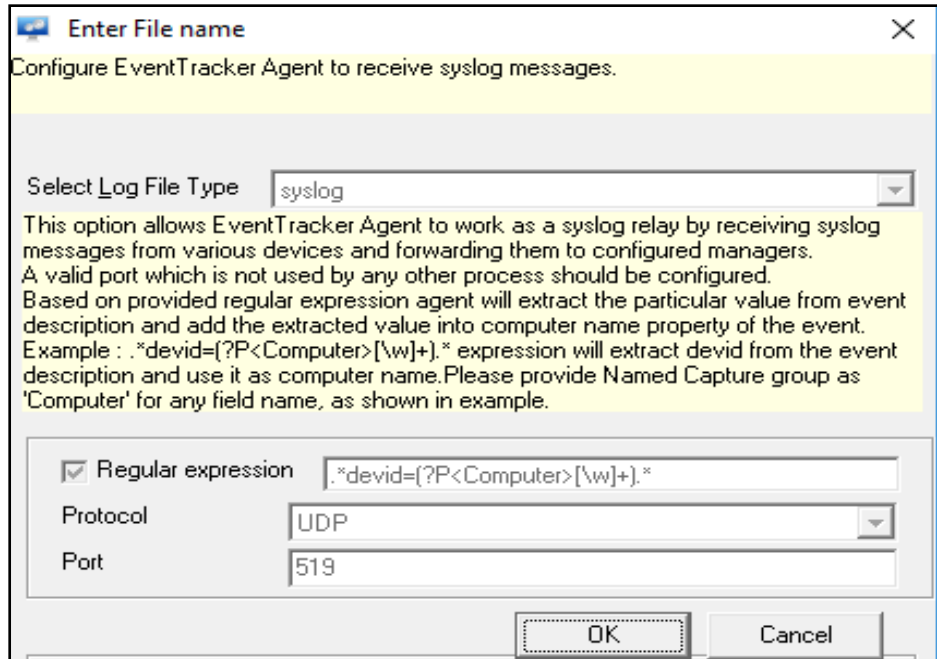 Enter File name
Configure EventTracker Agent to receive syslog messages.
Select Log File Type syslog
This option allows EventTracker Agent to work as a syslog relay by receiving syslog
messages from various devices and forwarding them to configured managers.
A valid port which is not used by any other process should be configured.
Based on provided regular expression agent will extract the particular value from event
description and add the extracted value into computer name property of the event.
Example : .*devid=(?P<Computer>[\w]+).* expression will extract devid from the event
description and use it as computer name.Please provide Named Capture group as
'Computer' for any field name, as shown in example.
Regular expression .*devid=(?P<Computer>[\w]+).*
Protocol UDP
Port 519
OK Cancel